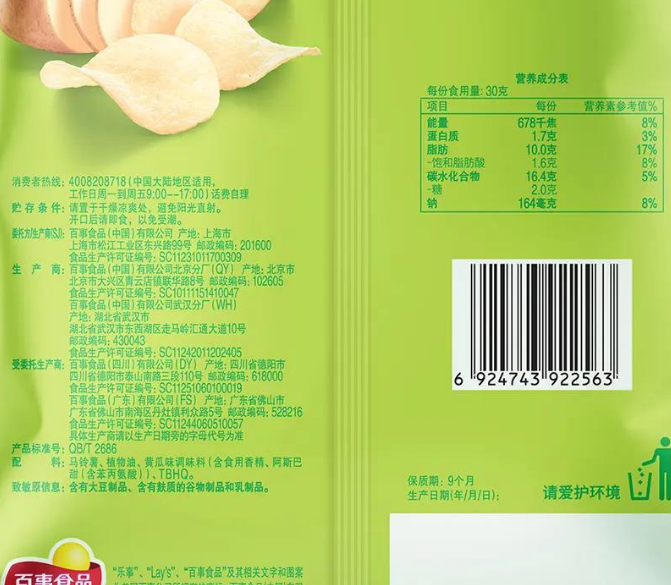 消费者热线: 4008208718 (中国大陆地区适用,
工作日周一到周五9:00--17:00) 话费自理
贮存条件: 请置于干燥凉爽处, 避免阳光直射。
开口后请即食, 以免受潮。
委托方/生产商(SJ): 百事食品(中国)有限公司 产地: 上海市
上海市松江工业区东兴路99号 邮政编码: 201600
食品生产许可证编号: SC11231011700309
生产商: 百事食品(中国)有限公司北京分厂(QY) 产地: 北京市
北京市大兴区青云店镇联华路8号 邮政编码: 102605
食品生产许可证编号: SC10111151410047
百事食品(中国)有限公司武汉分厂(WH)
产地: 湖北省武汉市
湖北省武汉市东西湖区走马岭汇通大道10号
邮政编码: 430043
食品生产许可证编号: SC11242011202405
受委托生产商: 百事食品(四川)有限公司(DY) 产地: 四川省德阳市
四川省德阳市泰山南路三段110号 邮政编码: 618000
食品生产许可证编号: SC11251060100019
百事食品(广东)有限公司(FS) 产地: 广东省佛山市
广东省佛山市南海区丹灶镇利众路5号 邮政编码: 528216
食品生产许可证编号: SC11244060510057
具体生产商请以生产日期旁的字母代号为准
产品标准号: QB/T 2686
配料: 马铃薯、植物油、黄瓜味调味料(含食用香精、阿斯巴
甜(含苯丙氨酸))、TBHQ。
致敏原信息: 含有大豆制品、含有麸质的谷物制品和乳制品。
百事食品
“乐事”、“Lay's”、“百事食品”及其相关文字和图案
营养成分表
每份食用量: 30克
项目 每份 营养素参考值%
能量 678千焦 8%
蛋白质 1.7克 3%
脂肪 10.0克 17%
-饱和脂肪酸 1.6克 8%
碳水化合物 16.4克 5%
-糖 2.0克
钠 164毫克 8%
6 924743 922563
保质期: 9个月
生产日期(年/月/日):
请爱护环境